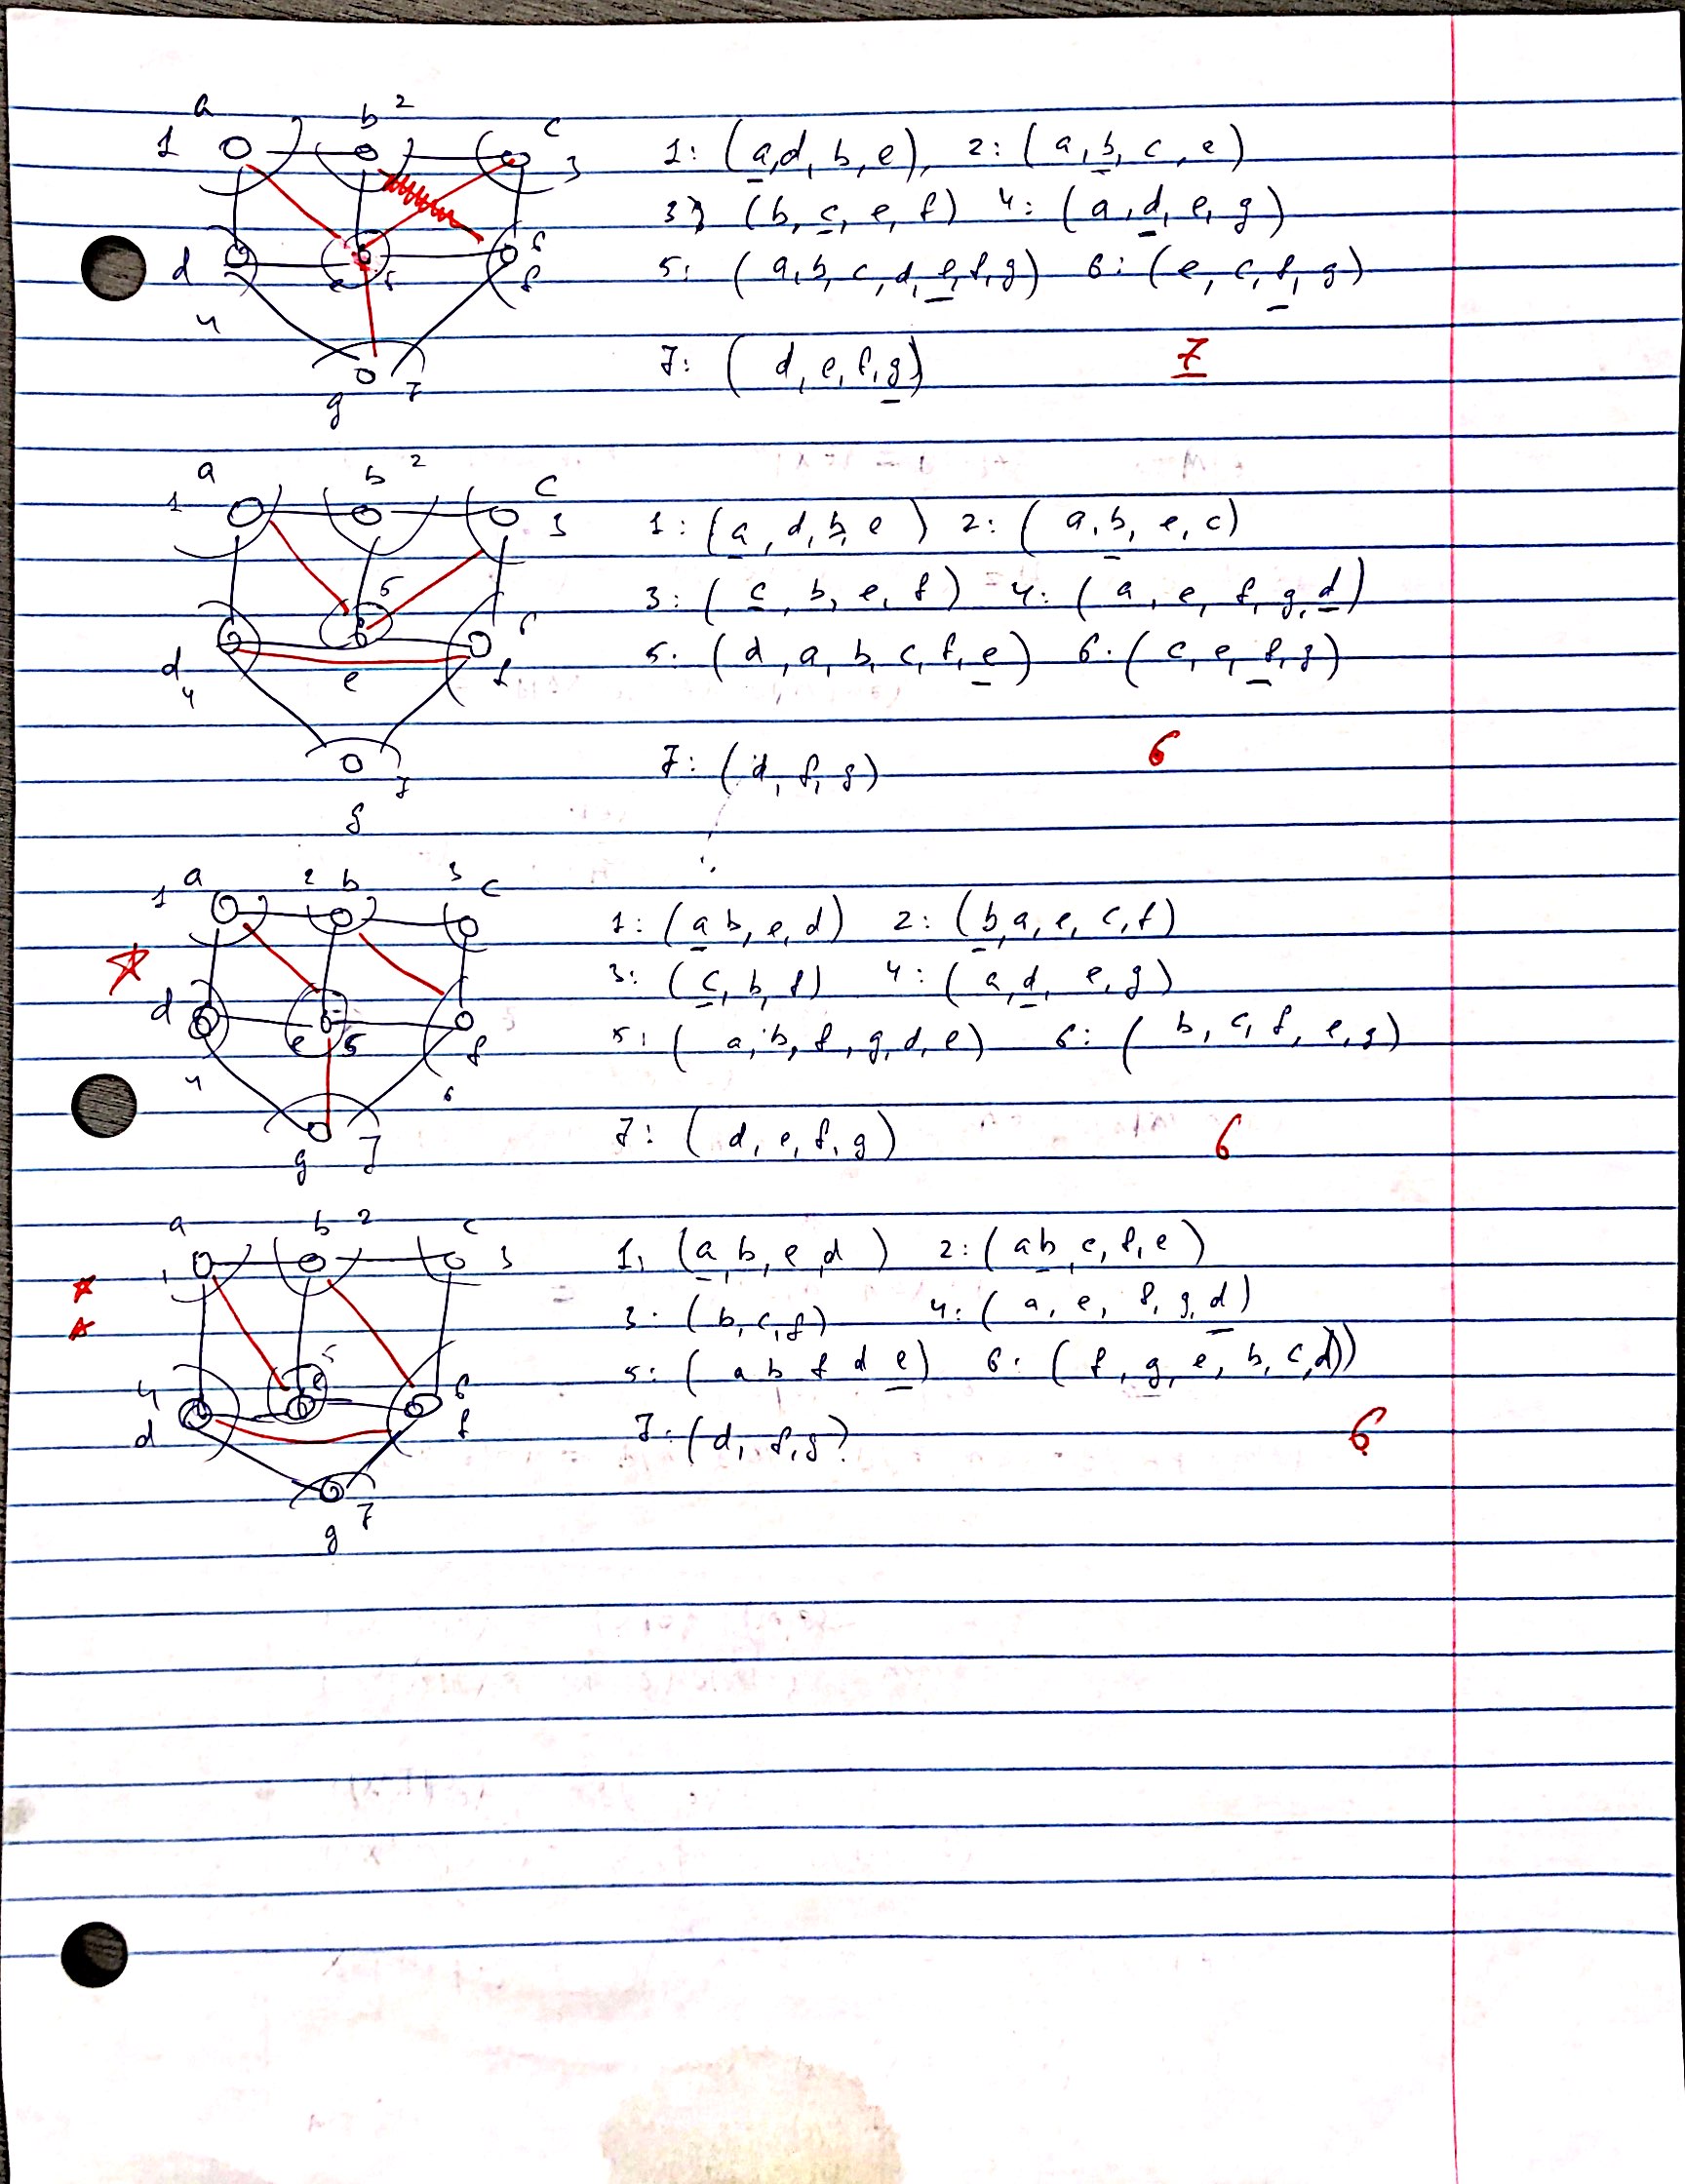 a b 2 c
1 3 1: (a,d, b, e), 2: (a, b, c, e)
3} (b, c, e, f) 4: (a, d, e, g)
d e 5 6 f 5: (a,b, c, d, e, f, g) 6: (e, c, f, g)
4
7: (d, e, f, g) 7
g 7
a b 2 c
1 3 1: (a, d, b, e) 2: (a, b, e, c)
5 3: (c, b, e, f) 4: (a, e, f, g, d)
6
d e f 5: (d, a, b, c, f, e) 6. (c, e, f, g)
4
7 7: (d, f, g) 6
g
1 a 2 b 3 c
1: (a b, e, d) 2: (b, a, e, c, f)
3: (c, b, f) 4: (a, d, e, g)
d e 5 f 5: (a, b, f, g, d, e) 6: (b, c, f, e, g)
4 6
7: (d, e, f, g) 6
g 7
a b 2 c
1 3 1, (a b, e, d) 2: (a b c, f, e)
3: (b, c, f) 4: (a, e, f, g, d)
4 5 6 5: (a b f d e) 6: (f, g, e, b, c, d))
d e f 7: (d, f, g) 6
g 7